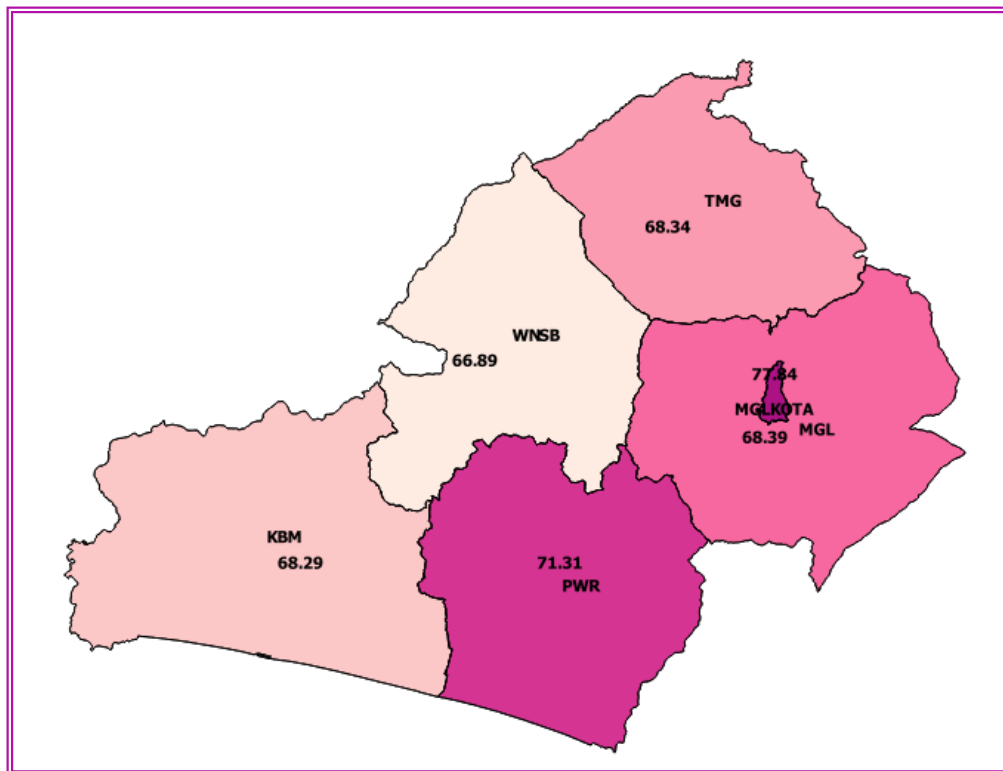 TMG
68.34
WNSB
66.89
77.84
MGLKOTA
MGL
68.39
KBM
68.29
71.31
PWR